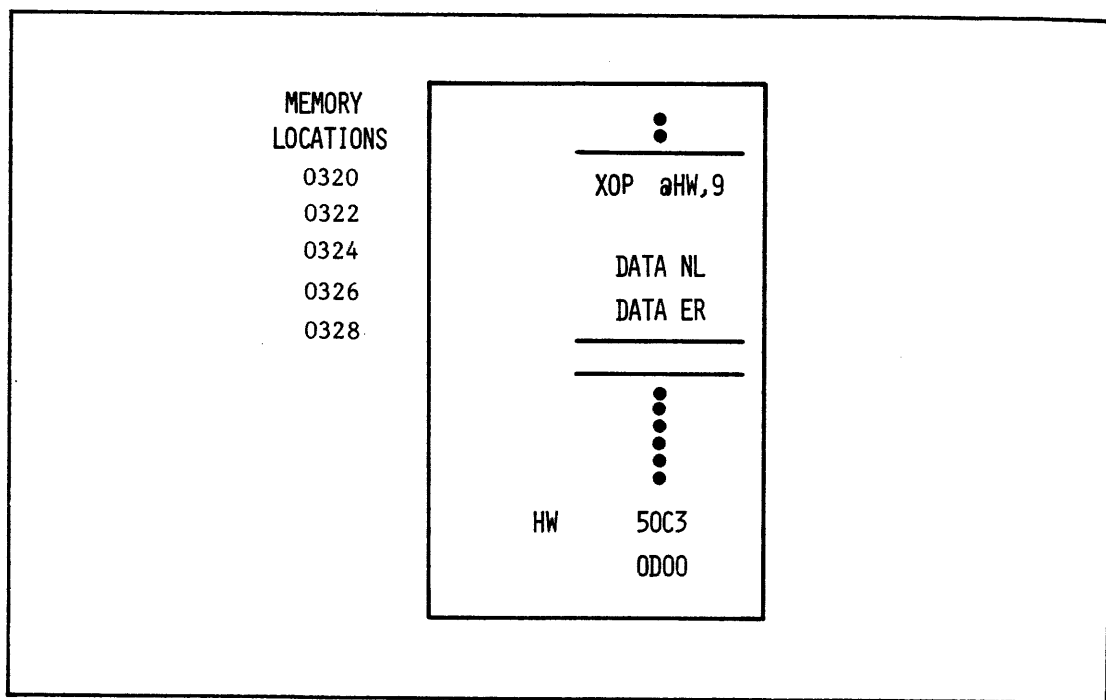 MEMORY
LOCATIONS
0320 XOP @HW,9
0322
0324 DATA NL
0326 DATA ER
0328
HW 50C3
0D00